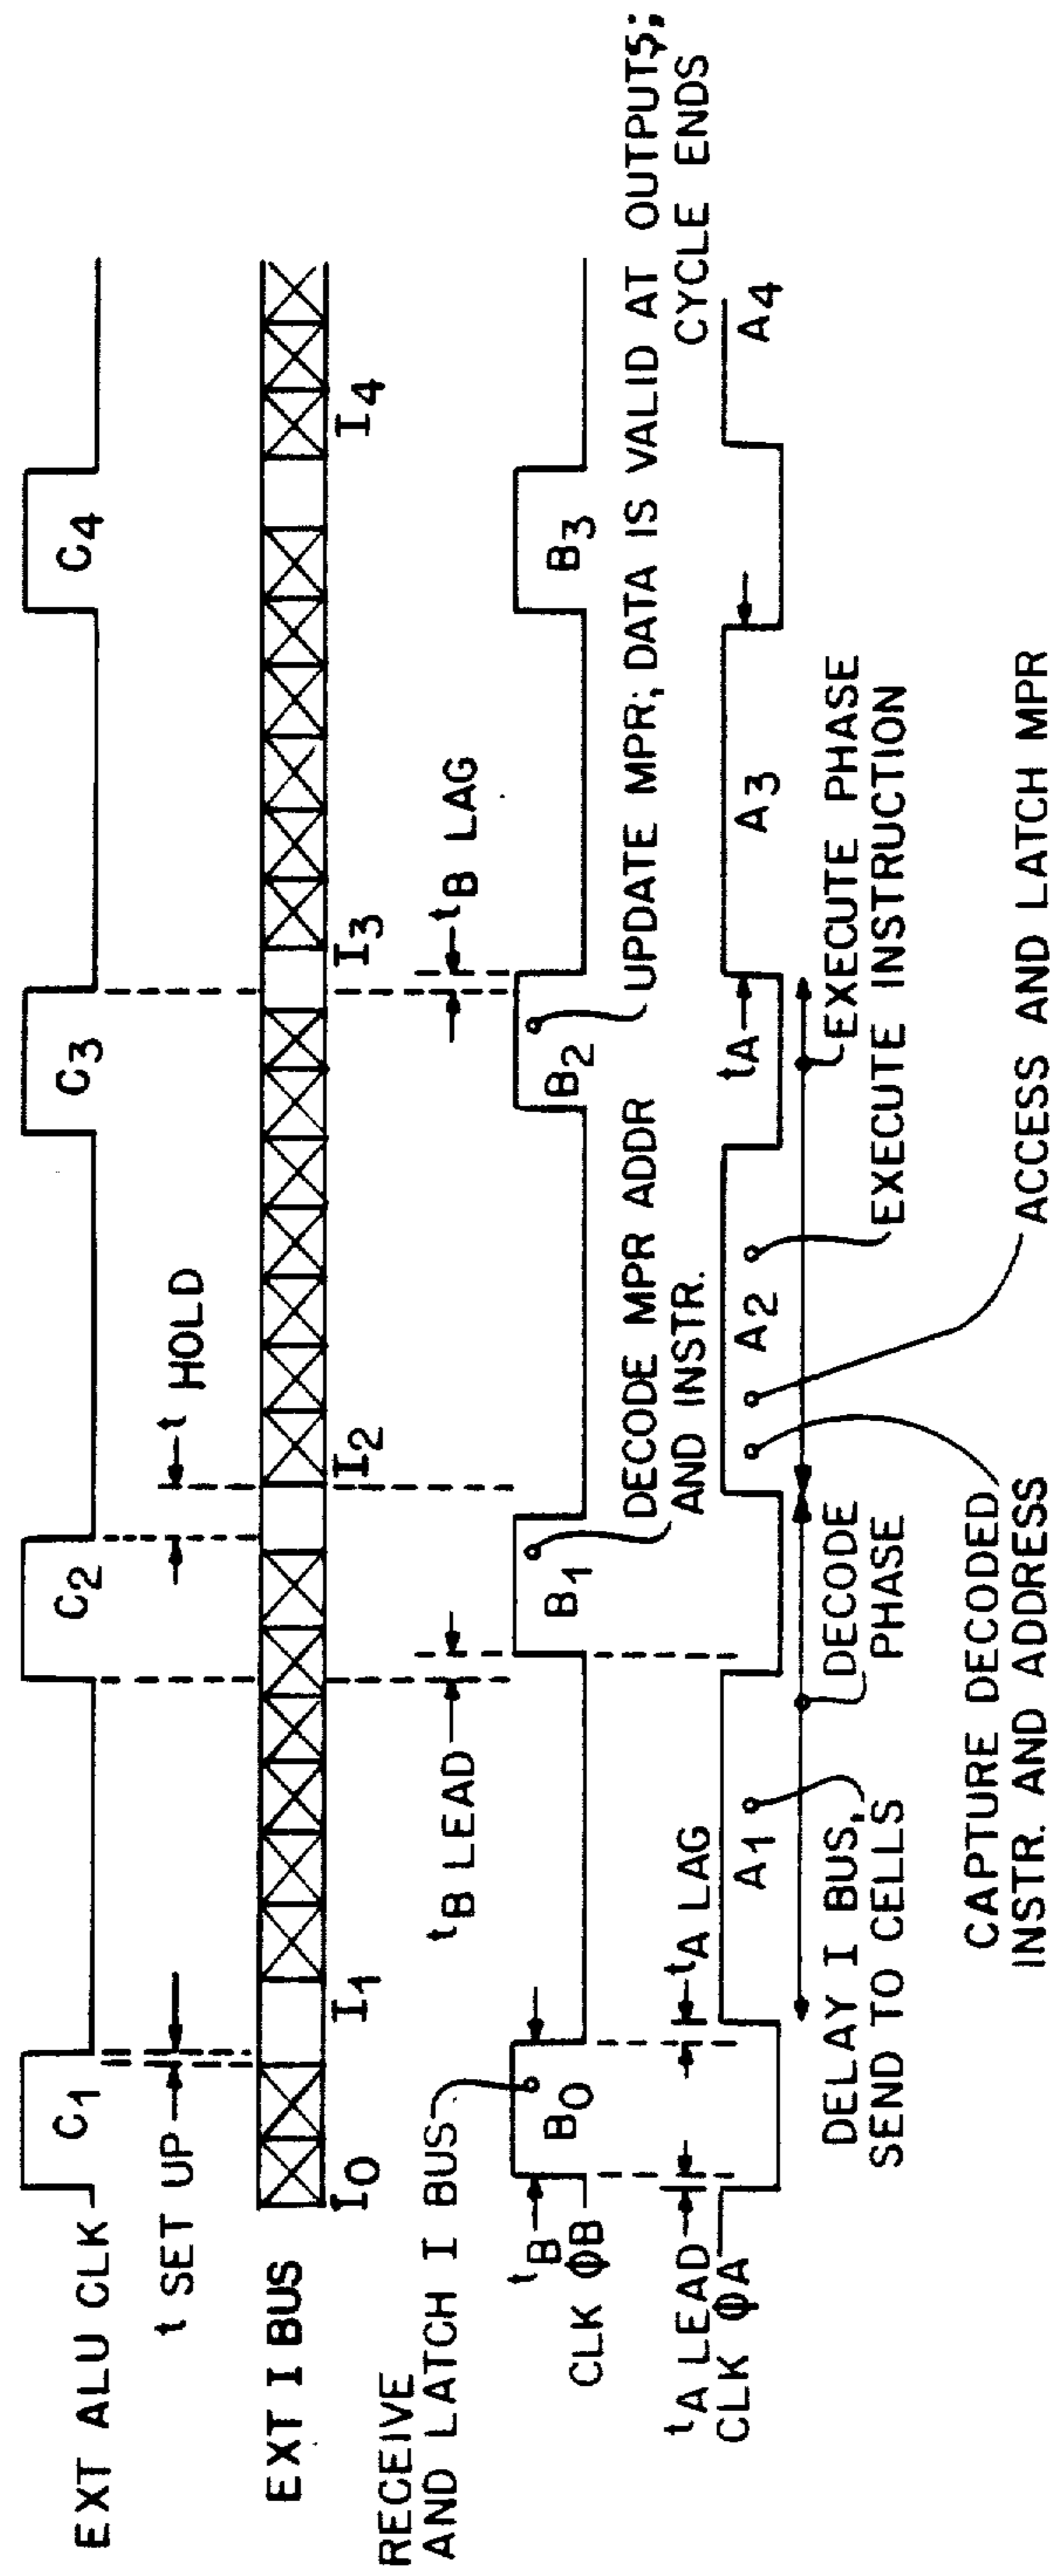 EXT ALU CLK
C1
C2
C3
C4
t SET UP
t HOLD
EXT I BUS
I0
I1
I2
I3
I4
RECEIVE
AND LATCH I BUS
tB LEAD
tB LAG
tB
CLK ΦB
B0
B1
B2
B3
DECODE MPR ADDR
AND INSTR.
UPDATE MPR; DATA IS VALID AT OUTPUTS;
CYCLE ENDS
tA LEAD
tA LAG
CLK ΦA
A1
A2
tA
A3
A4
DELAY I BUS,
SEND TO CELLS
DECODE
PHASE
EXECUTE PHASE
EXECUTE INSTRUCTION
CAPTURE DECODED
INSTR. AND ADDRESS
ACCESS AND LATCH MPR